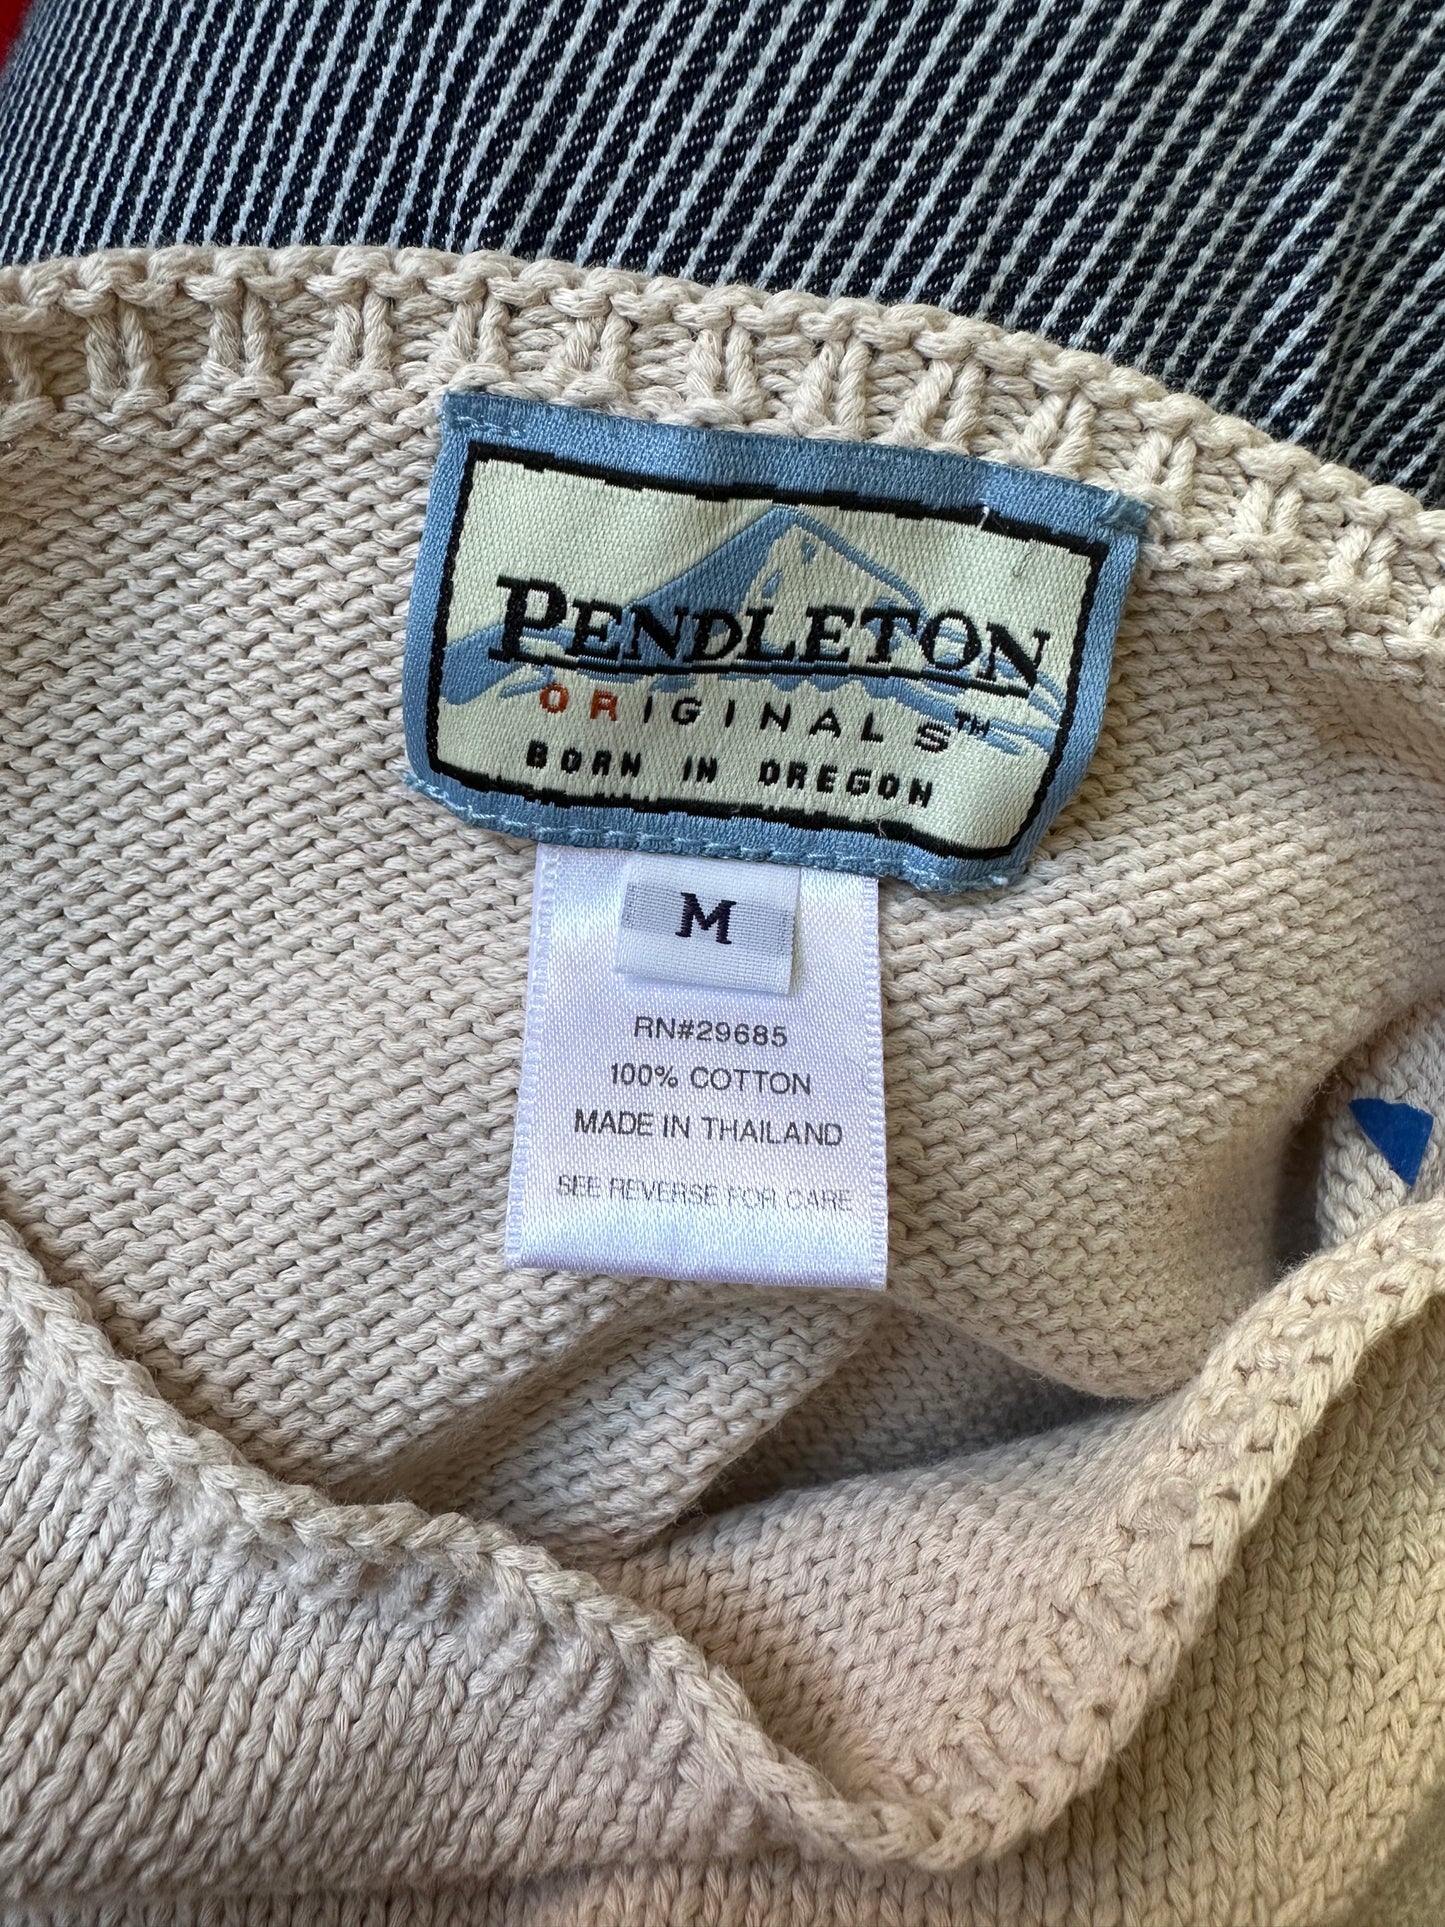 PENDLETON
ORIGINALS™
BORN IN OREGON
M
RN#29685
100% COTTON
MADE IN THAILAND
SEE REVERSE FOR CARE